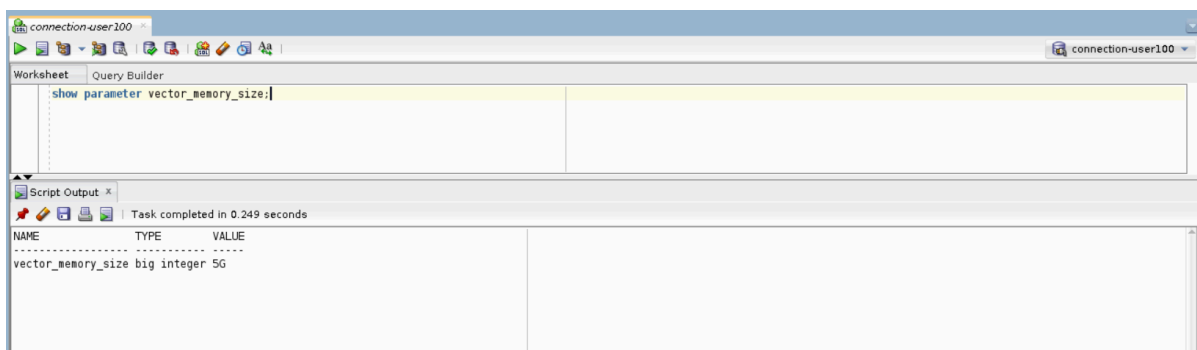 connection-user100
connection-user100
Worksheet Query Builder
show parameter vector_memory_size;
Script Output
Task completed in 0.249 seconds
NAME TYPE VALUE
------------------ ----------- -----
vector_memory_size big integer 5G